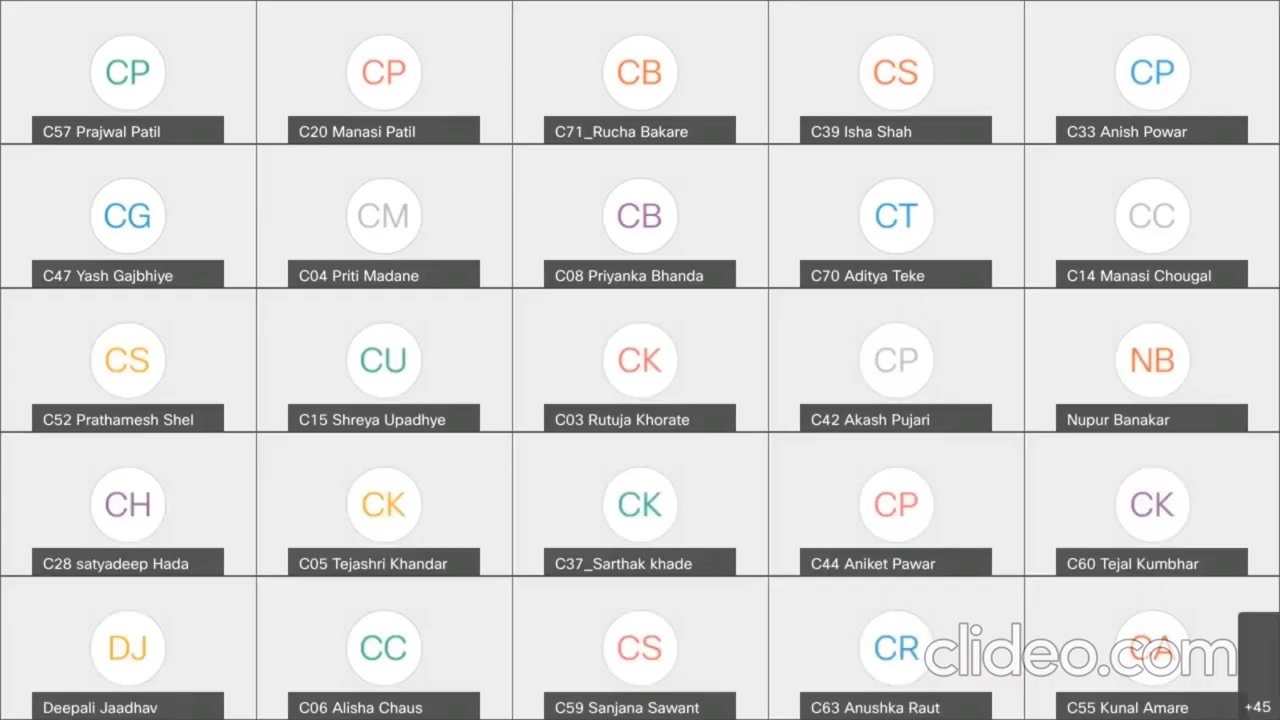 CP
CP
CB
CS
CP
C57 Prajwal Patil
C20 Manasi Patil
C71_Rucha Bakare
C39 Isha Shah
C33 Anish Powar
CG
CM
CB
CT
CC
C47 Yash Gajbhiye
C04 Priti Madane
C08 Priyanka Bhanda
C70 Aditya Teke
C14 Manasi Chougal
CS
CU
CK
CP
NB
C52 Prathamesh Shel
C15 Shreya Upadhye
C03 Rutuja Khorate
C42 Akash Pujari
Nupur Banakar
CH
CK
CK
CP
CK
C28 satyadeep Hada
C05 Tejashri Khandar
C37_Sarthak khade
C44 Aniket Pawar
C60 Tejal Kumbhar
DJ
CC
CS
CR
CA
clideo.com
Deepali Jaadhav
C06 Alisha Chaus
C59 Sanjana Sawant
C63 Anushka Raut
C55 Kunal Amare
+45